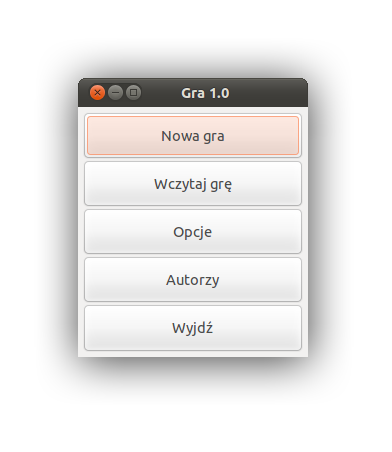 Gra 1.0
Nowa gra
Wczytaj grę
Opcje
Autorzy
Wyjdź